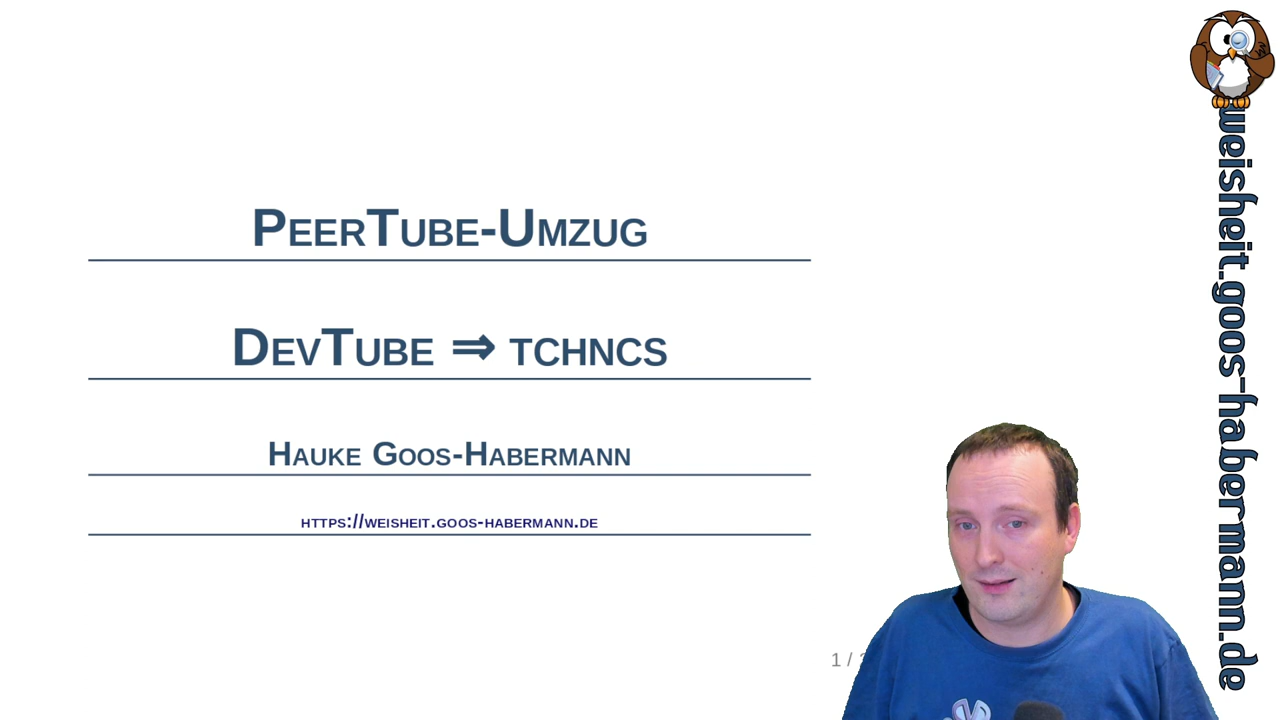 PeerTube-Umzug
DevTube ⇒ tchncs
Hauke Goos-Habermann
https://weisheit.goos-habermann.de
1 /
weisheit.goos-habermann.de